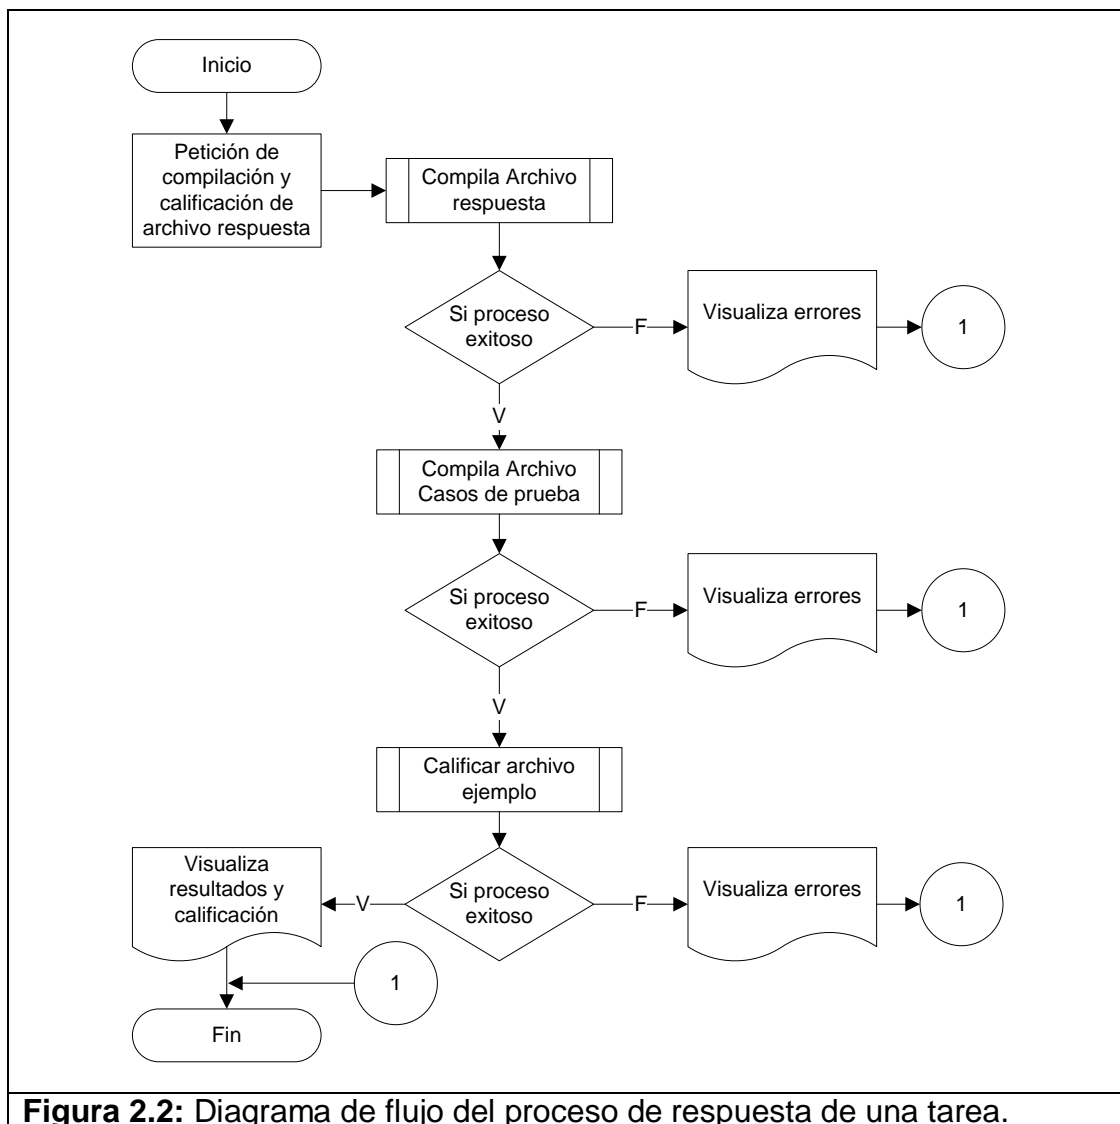 Inicio
Petición de
compilación y
calificación de
archivo respuesta
Compila Archivo
respuesta
Si proceso
exitoso
F
Visualiza errores
1
V
Compila Archivo
Casos de prueba
Si proceso
exitoso
F
Visualiza errores
1
V
Calificar archivo
ejemplo
Si proceso
exitoso
F
Visualiza errores
1
V
Visualiza
resultados y
calificación
1
Fin
Figura 2.2: Diagrama de flujo del proceso de respuesta de una tarea.